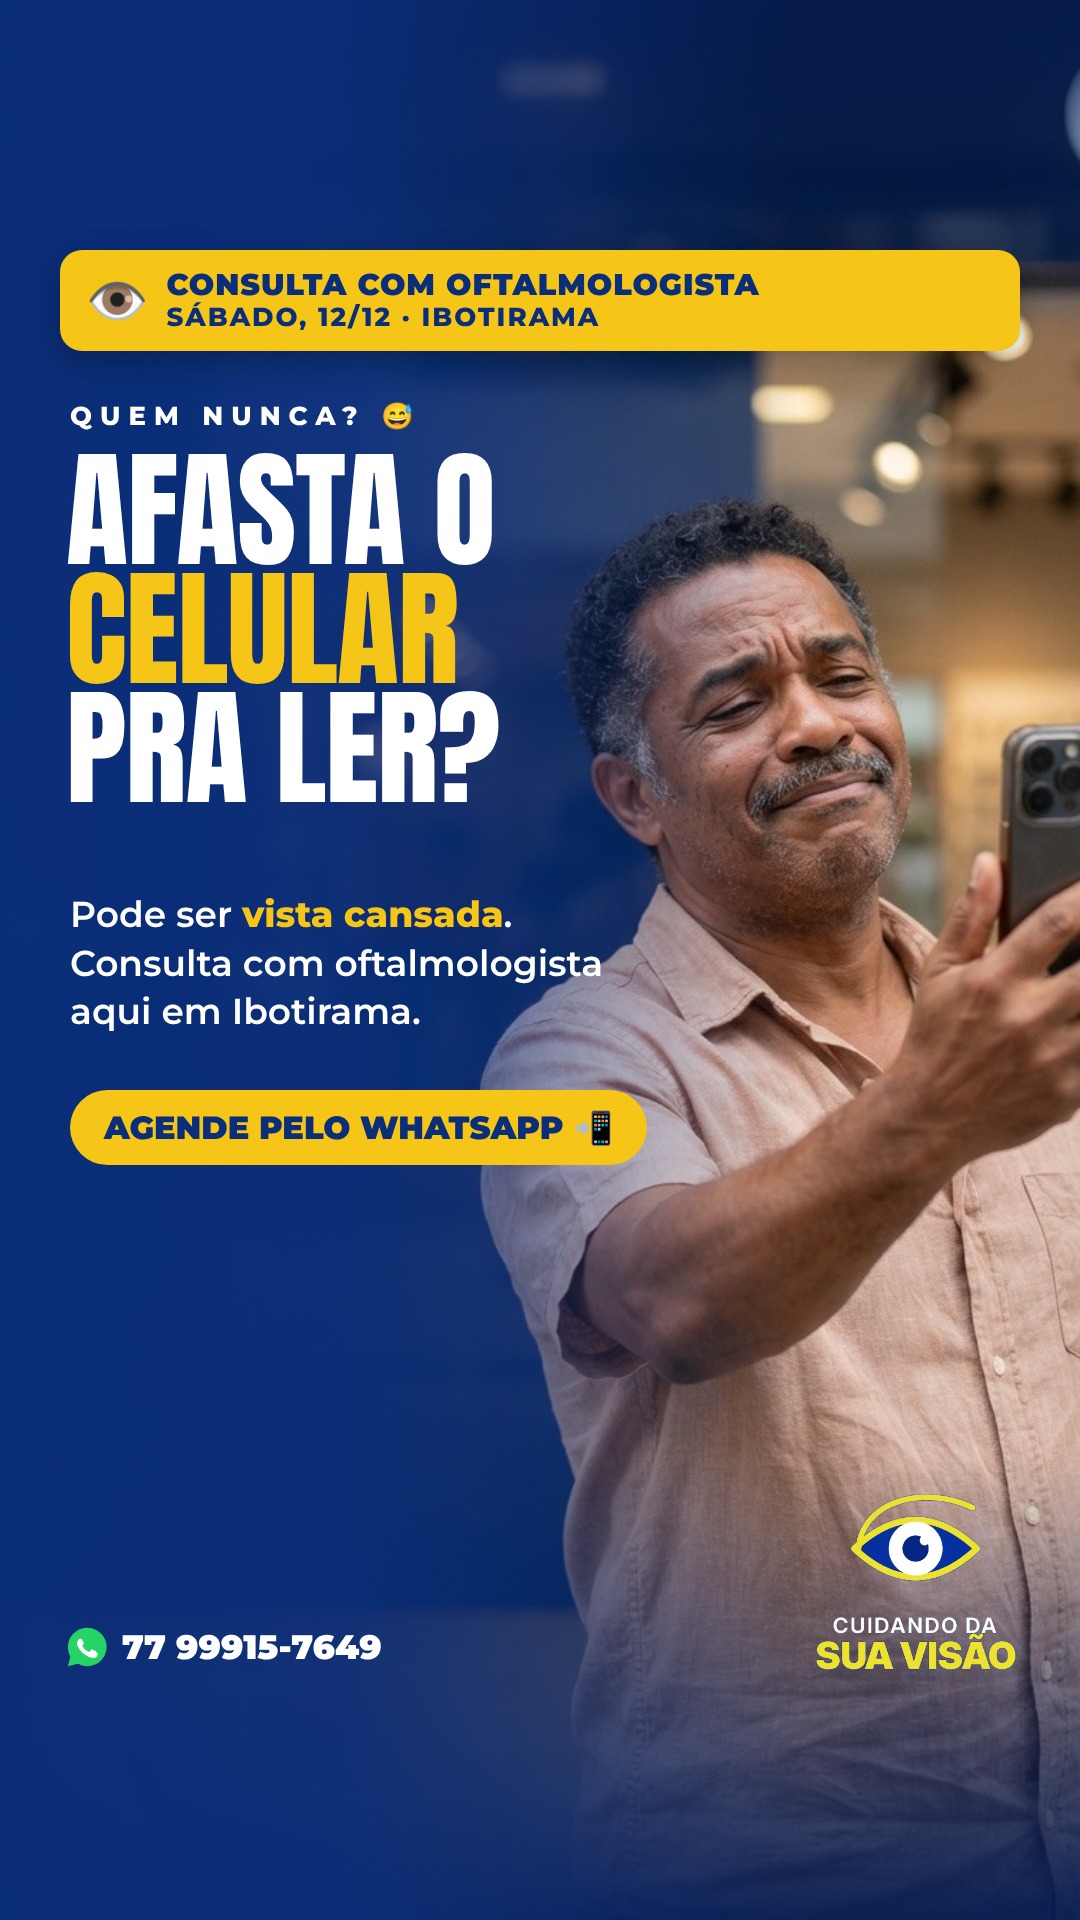 CONSULTA COM OFTALMOLOGISTA
SÁBADO, 12/12 · IBOTIRAMA
QUEM NUNCA? 😅
AFASTA O
CELULAR
PRA LER?
Pode ser vista cansada.
Consulta com oftalmologista
aqui em Ibotirama.
AGENDE PELO WHATSAPP 📲
77 99915-7649
CUIDANDO DA
SUA VISÃO